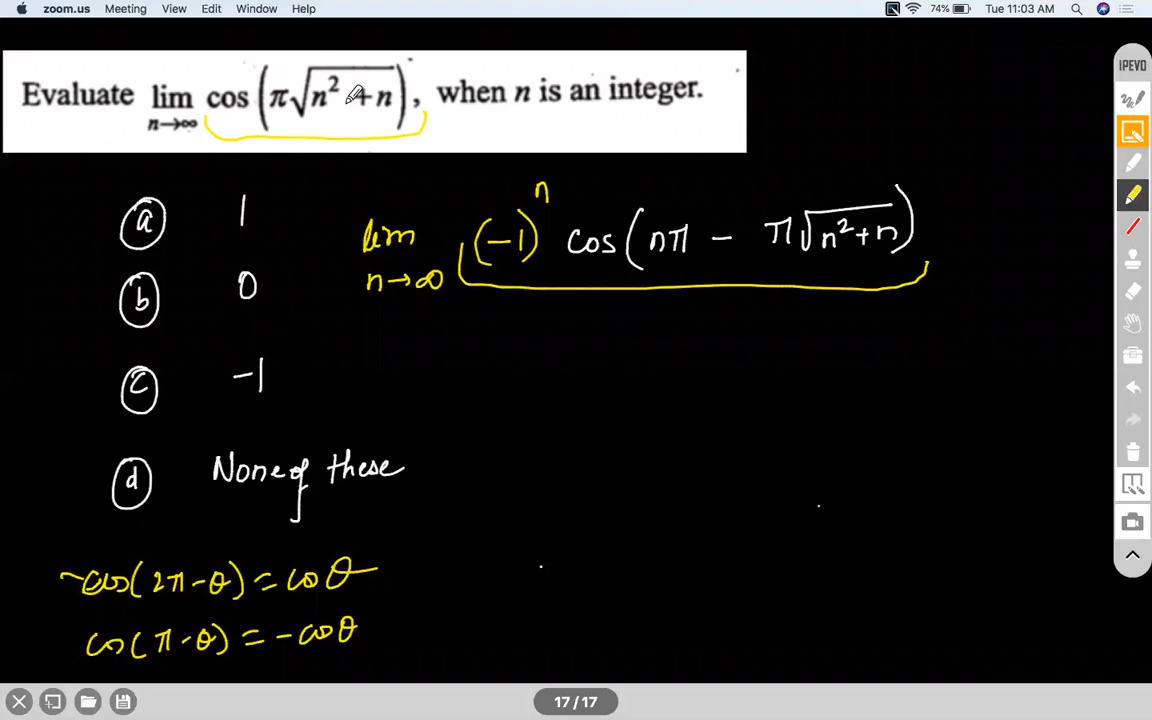 zoom.us Meeting View Edit Window Help 74% Tue 11:03 AM
IPEVO
Evaluate lim n→∞ cos (π√n² + n), when n is an integer.
a 1
lim n→∞ (-1)ⁿ cos(nπ - π√n²+n)
b 0
c -1
d None of these
cos(2π-θ) = cosθ
cos(π-θ) = -cosθ
17 / 17